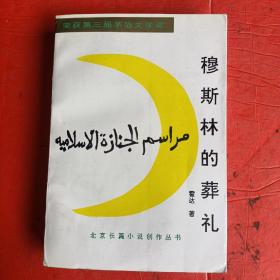 荣获第三届茅盾文学奖
穆斯林的葬礼
مراسم الجنازة الاسلاميه
霍达 著
北京长篇小说创作丛书